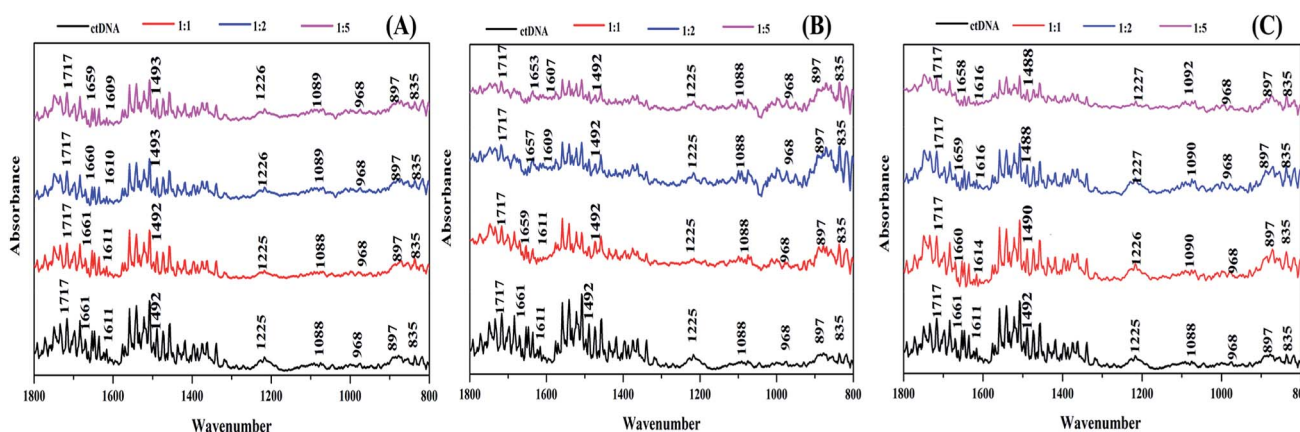 ctDNA 1:1 1:2 1:5 (A)
1717 1659 1609 1493 1226 1089 968 897 835
1717 1660 1610 1493 1226 1089 968 897 835
1717 1661 1611 1492 1225 1088 968 897 835
1717 1661 1611 1492 1225 1088 968 897 835
Absorbance
1800 1600 1400 1200 1000 800
Wavenumber
ctDNA 1:1 1:2 1:5 (B)
1717 1653 1607 1492 1225 1088 968 897 835
1717 1657 1609 1492 1225 1088 968 897 835
1717 1659 1611 1492 1225 1088 968 897 835
1717 1661 1611 1492 1225 1088 968 897 835
Absorbance
1800 1600 1400 1200 1000 800
Wavenumber
ctDNA 1:1 1:2 1:5 (C)
1717 1658 1616 1488 1227 1092 968 897 835
1717 1659 1616 1488 1227 1090 968 897 835
1717 1660 1614 1490 1226 1090 968 897 835
1717 1661 1611 1492 1225 1088 968 897 835
Absorbance
1800 1600 1400 1200 1000
Wavenumber